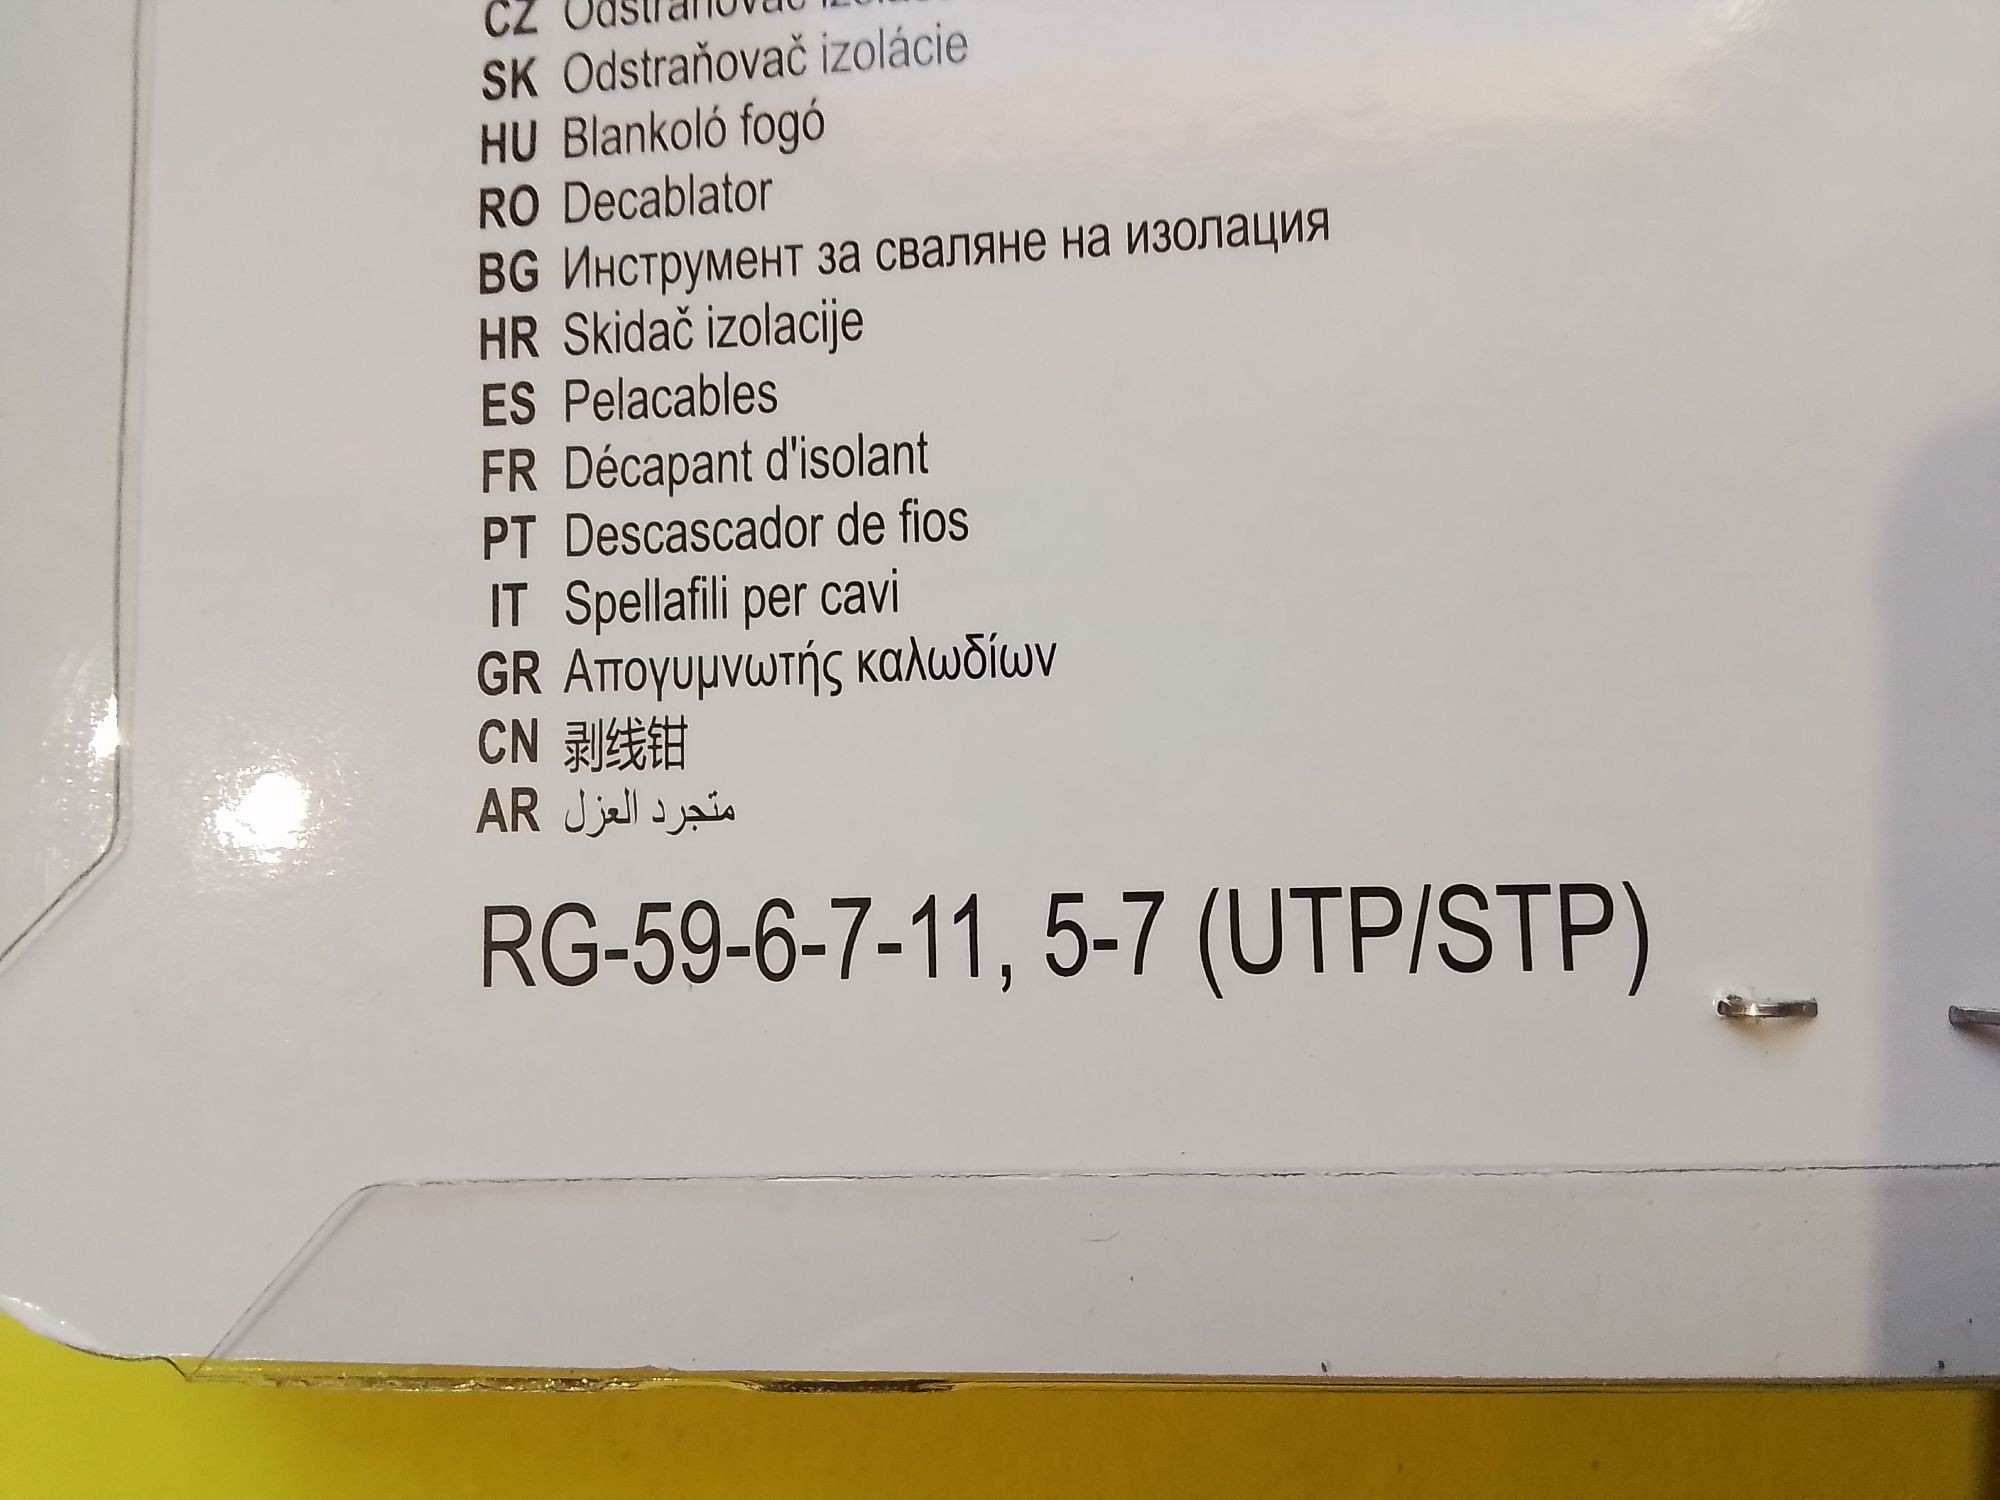 CZ Odstraňovač
SK Odstraňovač izolácie
HU Blankoló fogó
RO Decablator
BG Инструмент за сваляне на изолация
HR Skidač izolacije
ES Pelacables
FR Décapant d'isolant
PT Descascador de fios
IT Spellafili per cavi
GR Απογυμνωτής καλωδίων
CN 剥线钳
AR متجرد العزل
RG-59-6-7-11, 5-7 (UTP/STP)